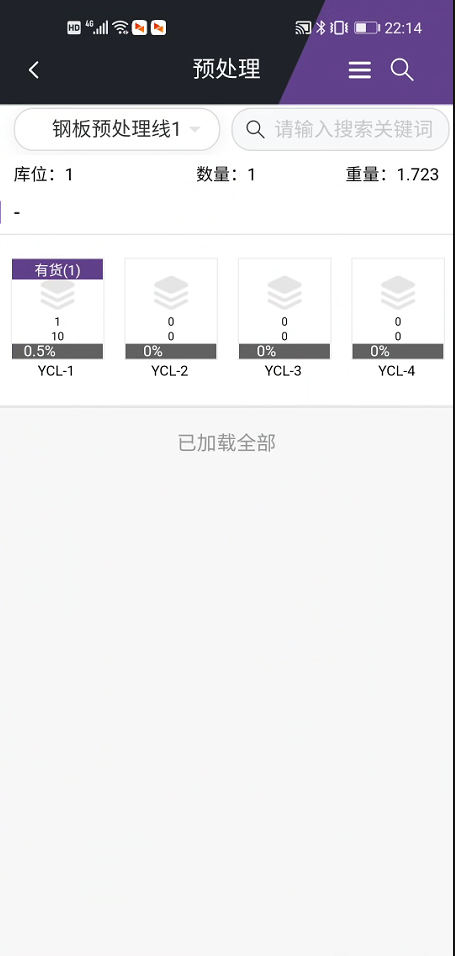 HD 4G 22:14
预处理
钢板预处理线1 请输入搜索关键词
库位：1 数量：1 重量：1.723
-
有货(1)
1 0 0 0
10 0 0 0
0.5% 0% 0% 0%
YCL-1 YCL-2 YCL-3 YCL-4
已加载全部